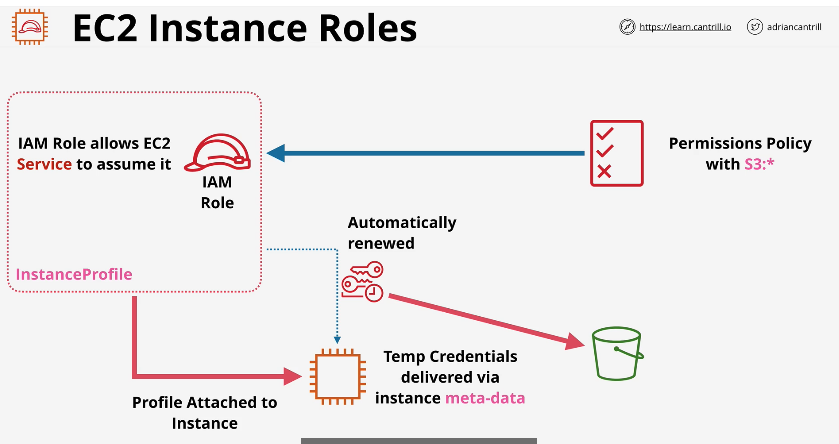 EC2 Instance Roles
https://learn.cantrill.io
adriancantrill
IAM Role allows EC2
Service to assume it
IAM
Role
Permissions Policy
with S3:*
Automatically
renewed
InstanceProfile
Temp Credentials
delivered via
instance meta-data
Profile Attached to
Instance